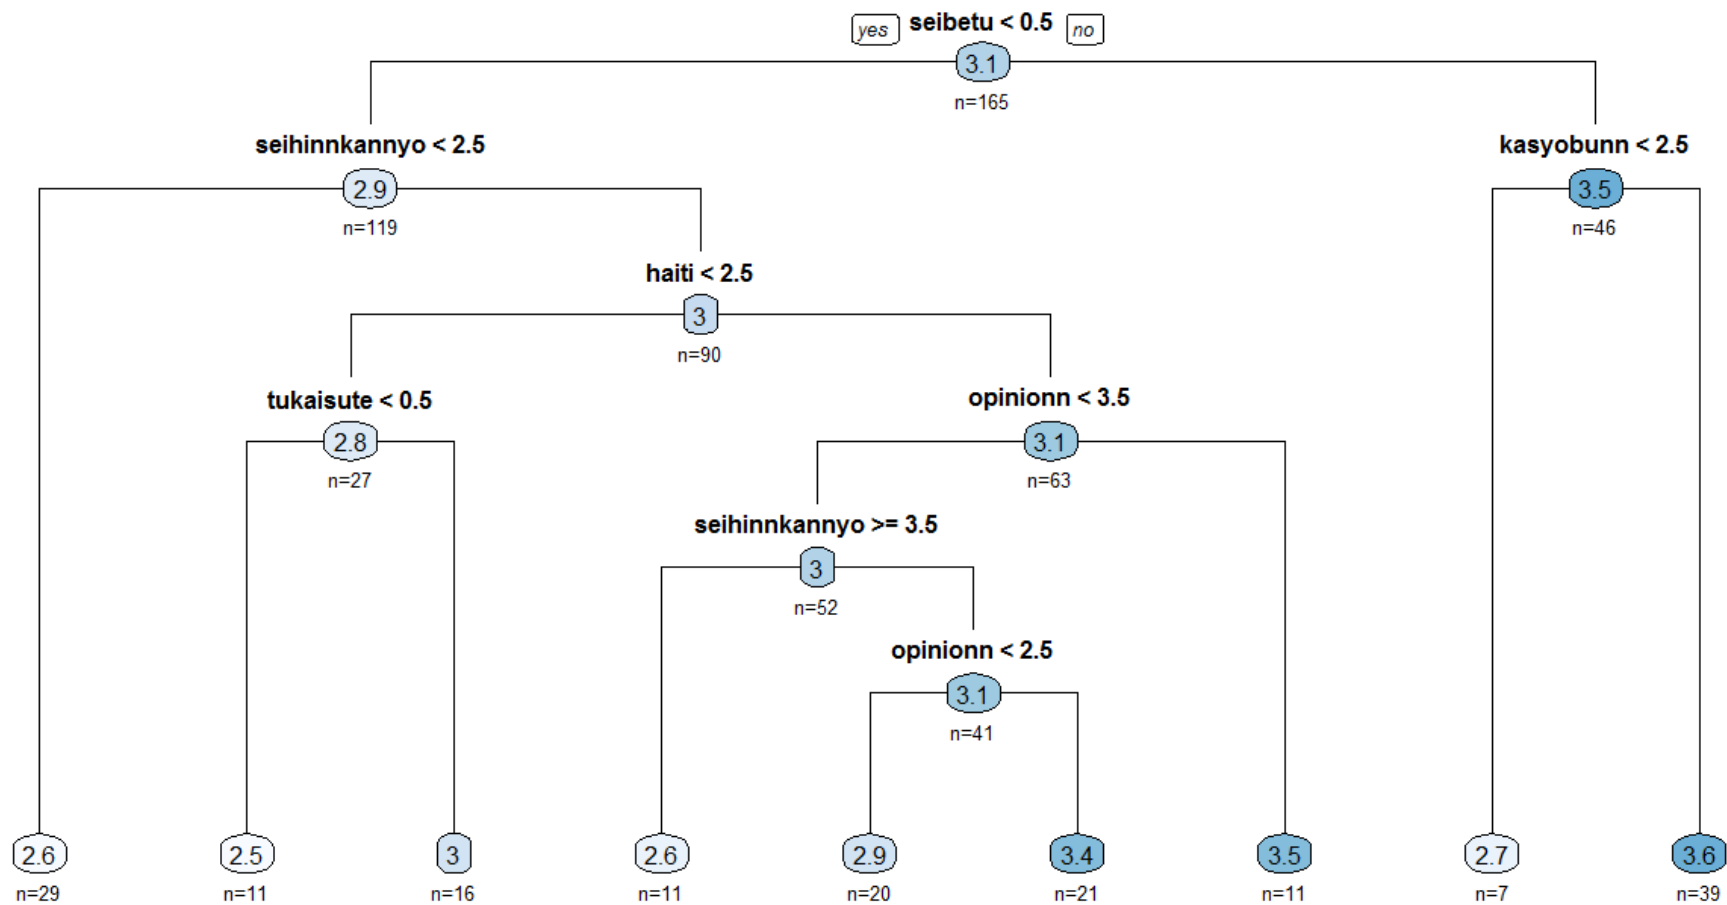 yes seibetu < 0.5 no
3.1
n=165
seihinnkannyo < 2.5
kasyobunn < 2.5
2.9
3.5
n=119
n=46
haiti < 2.5
3
n=90
tukaisute < 0.5
opinionn < 3.5
2.8
3.1
n=27
n=63
seihinnkannyo >= 3.5
3
n=52
opinionn < 2.5
3.1
n=41
2.6
2.5
3
2.6
2.9
3.4
3.5
2.7
3.6
n=29
n=11
n=16
n=11
n=20
n=21
n=11
n=7
n=39